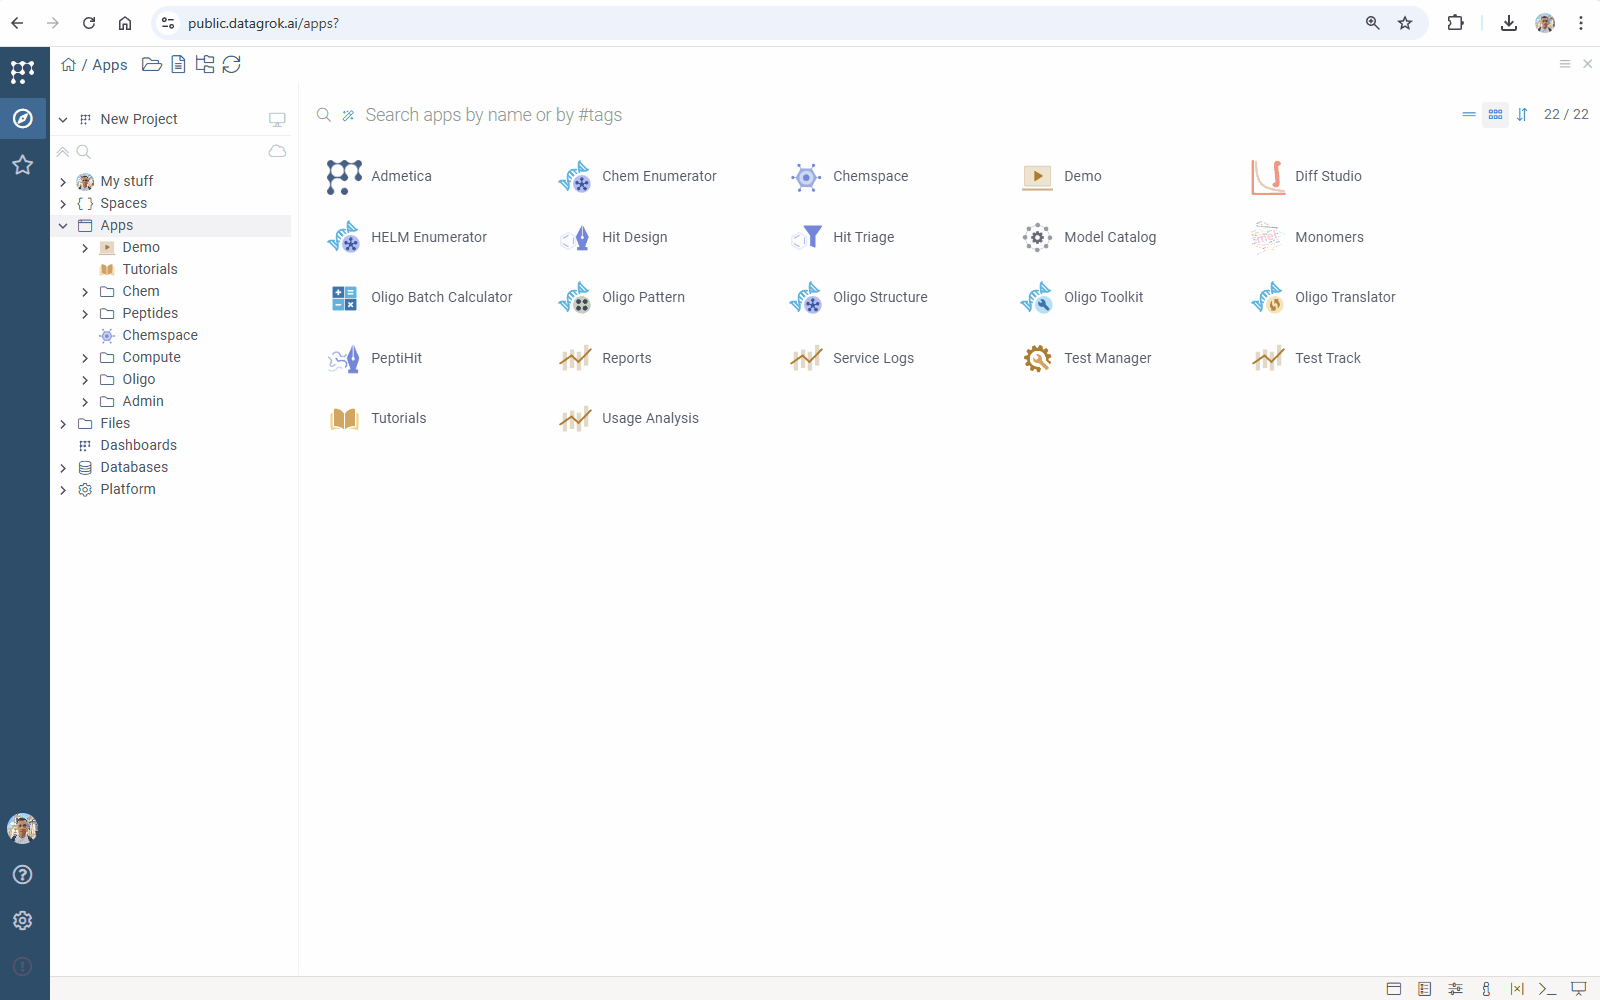 public.datagrok.ai/apps?
/ Apps
New Project
Search apps by name or by #tags
22 / 22
My stuff
Spaces
Apps
Demo
Tutorials
Chem
Peptides
Chemspace
Compute
Oligo
Admin
Files
Dashboards
Databases
Platform
Admetica
Chem Enumerator
Chemspace
Demo
Diff Studio
HELM Enumerator
Hit Design
Hit Triage
Model Catalog
Monomers
Oligo Batch Calculator
Oligo Pattern
Oligo Structure
Oligo Toolkit
Oligo Translator
PeptiHit
Reports
Service Logs
Test Manager
Test Track
Tutorials
Usage Analysis